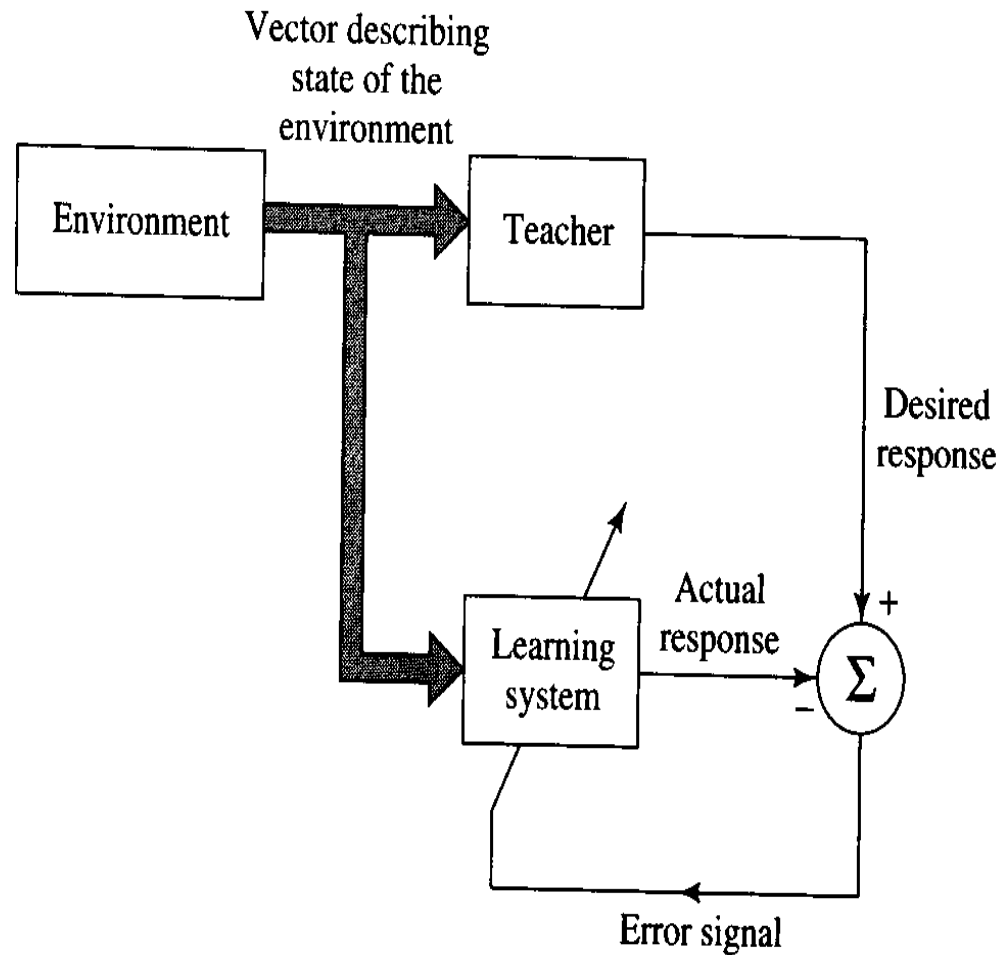 Vector describing
state of the
environment
Environment
Teacher
Desired
response
Actual
response
+
Learning
system
Σ
−
Error signal